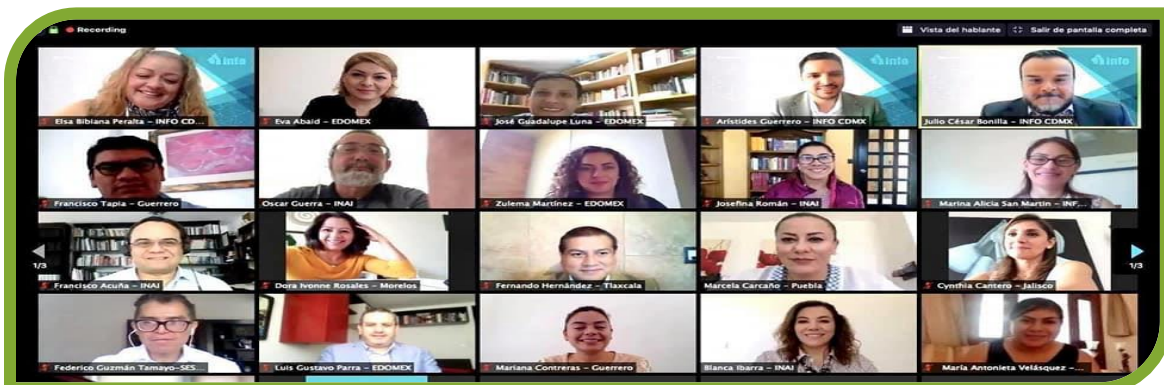 Recording
Vista del hablante
Salir de pantalla completa
info
info
info
Elsa Bibiana Peralta – INFO CD...
Eva Abaid – EDOMEX
José Guadalupe Luna – EDOMEX
Arístides Guerrero – INFO CDMX
Julio César Bonilla – INFO CDMX
Francisco Tapia – Guerrero
Oscar Guerra – INAI
Zulema Martínez – EDOMEX
Josefina Román – INAI
Marina Alicia San Martin – INF...
1/3
Francisco Acuña – INAI
Dora Ivonne Rosales – Morelos
Fernando Hernández – Tlaxcala
Marcela Carcaño – Puebla
Cynthia Cantero – Jalisco
1/3
Federico Guzmán Tamayo-SES...
Luis Gustavo Parra – EDOMEX
Mariana Contreras – Guerrero
Blanca Ibarra – INAI
María Antonieta Velásquez –...